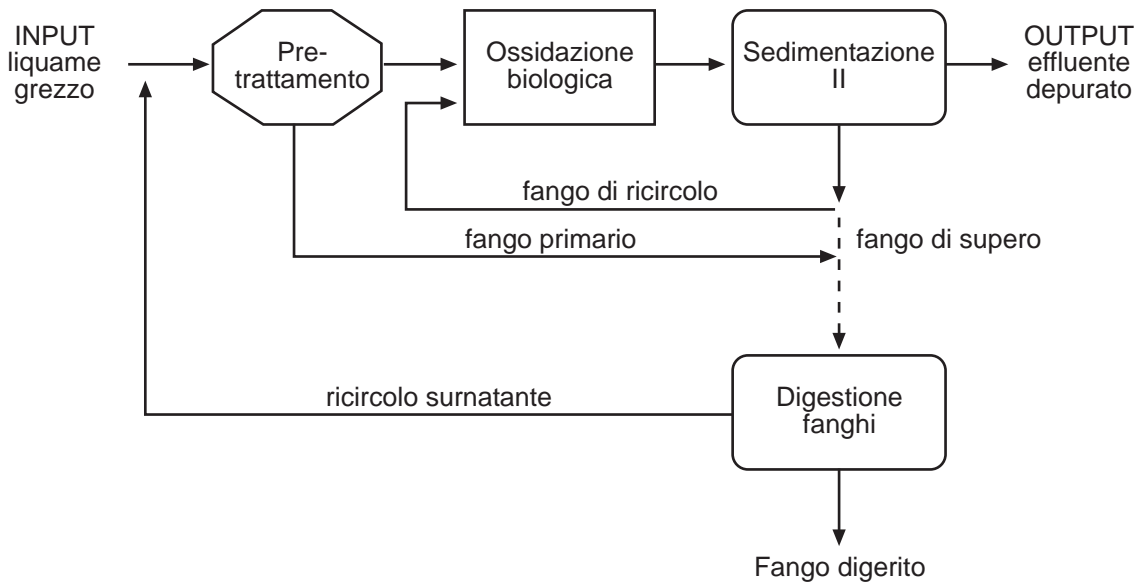 INPUT
liquame
grezzo
Pre-
trattamento
Ossidazione
biologica
Sedimentazione
II
OUTPUT
effluente
depurato
fango di ricircolo
fango primario
fango di supero
ricircolo surnatante
Digestione
fanghi
Fango digerito